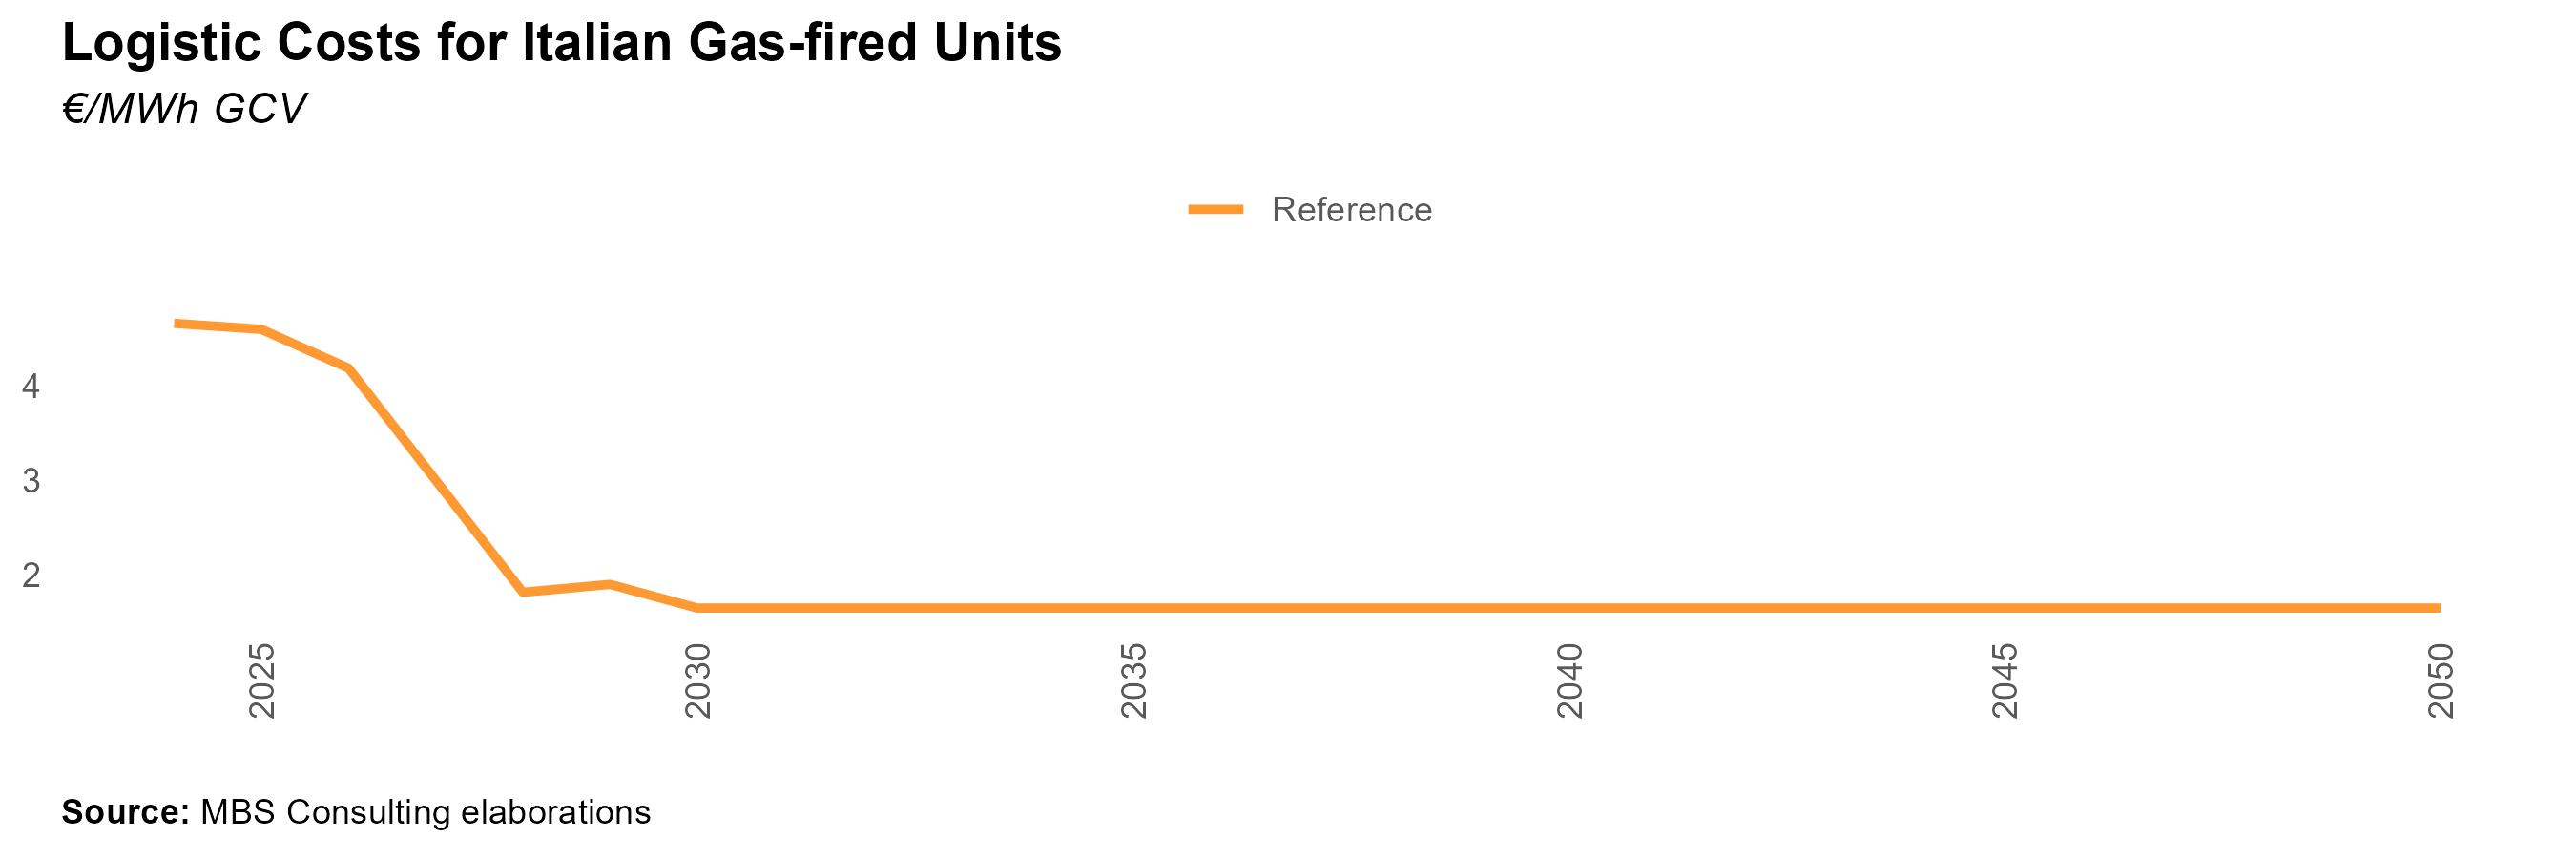 Logistic Costs for Italian Gas-fired Units
€/MWh GCV
Reference
4
3
2
2025
2030
2035
2040
2045
2050
Source: MBS Consulting elaborations